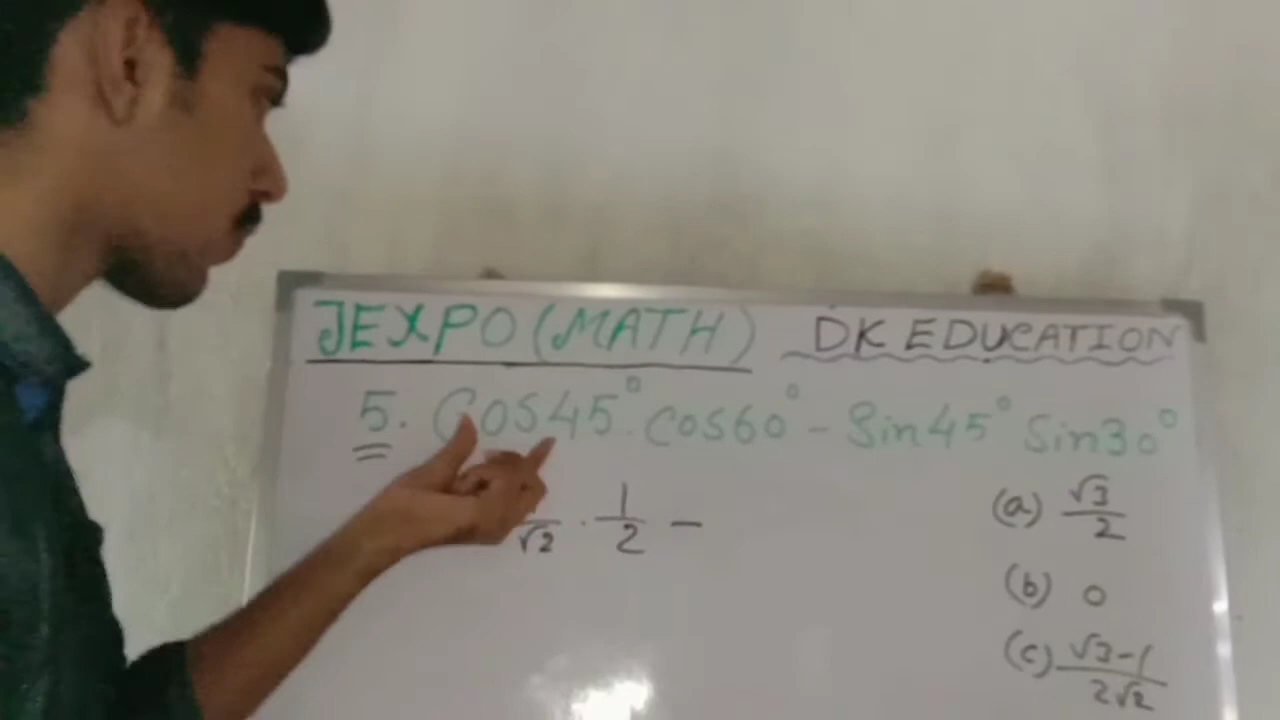 JEXPO (MATH) DK EDUCATION
5. Cos45°. Cos60° - Sin45° Sin30°
√2 . 1/2 -
(a) √3/2
(b) 0
(c) √3-1/2√2